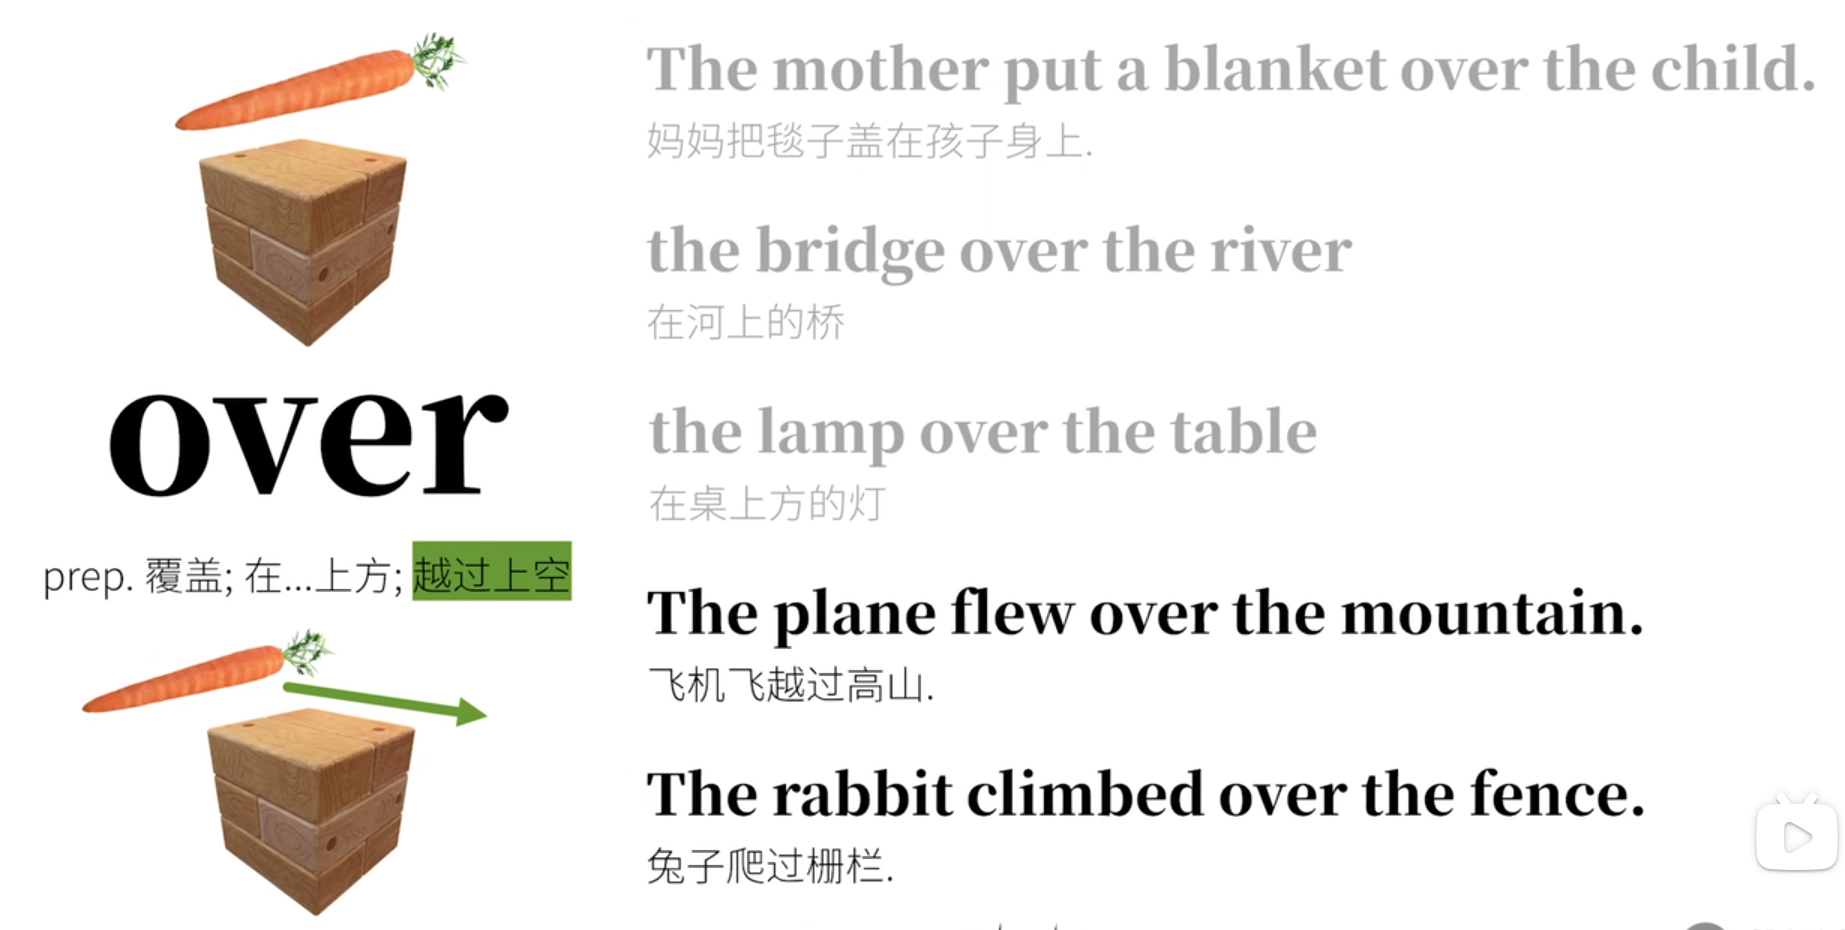 over
prep. 覆盖; 在...上方; 越过上空
The mother put a blanket over the child.
妈妈把毯子盖在孩子身上.
the bridge over the river
在河上的桥
the lamp over the table
在桌上方的灯
The plane flew over the mountain.
飞机飞越过高山.
The rabbit climbed over the fence.
兔子爬过栅栏.